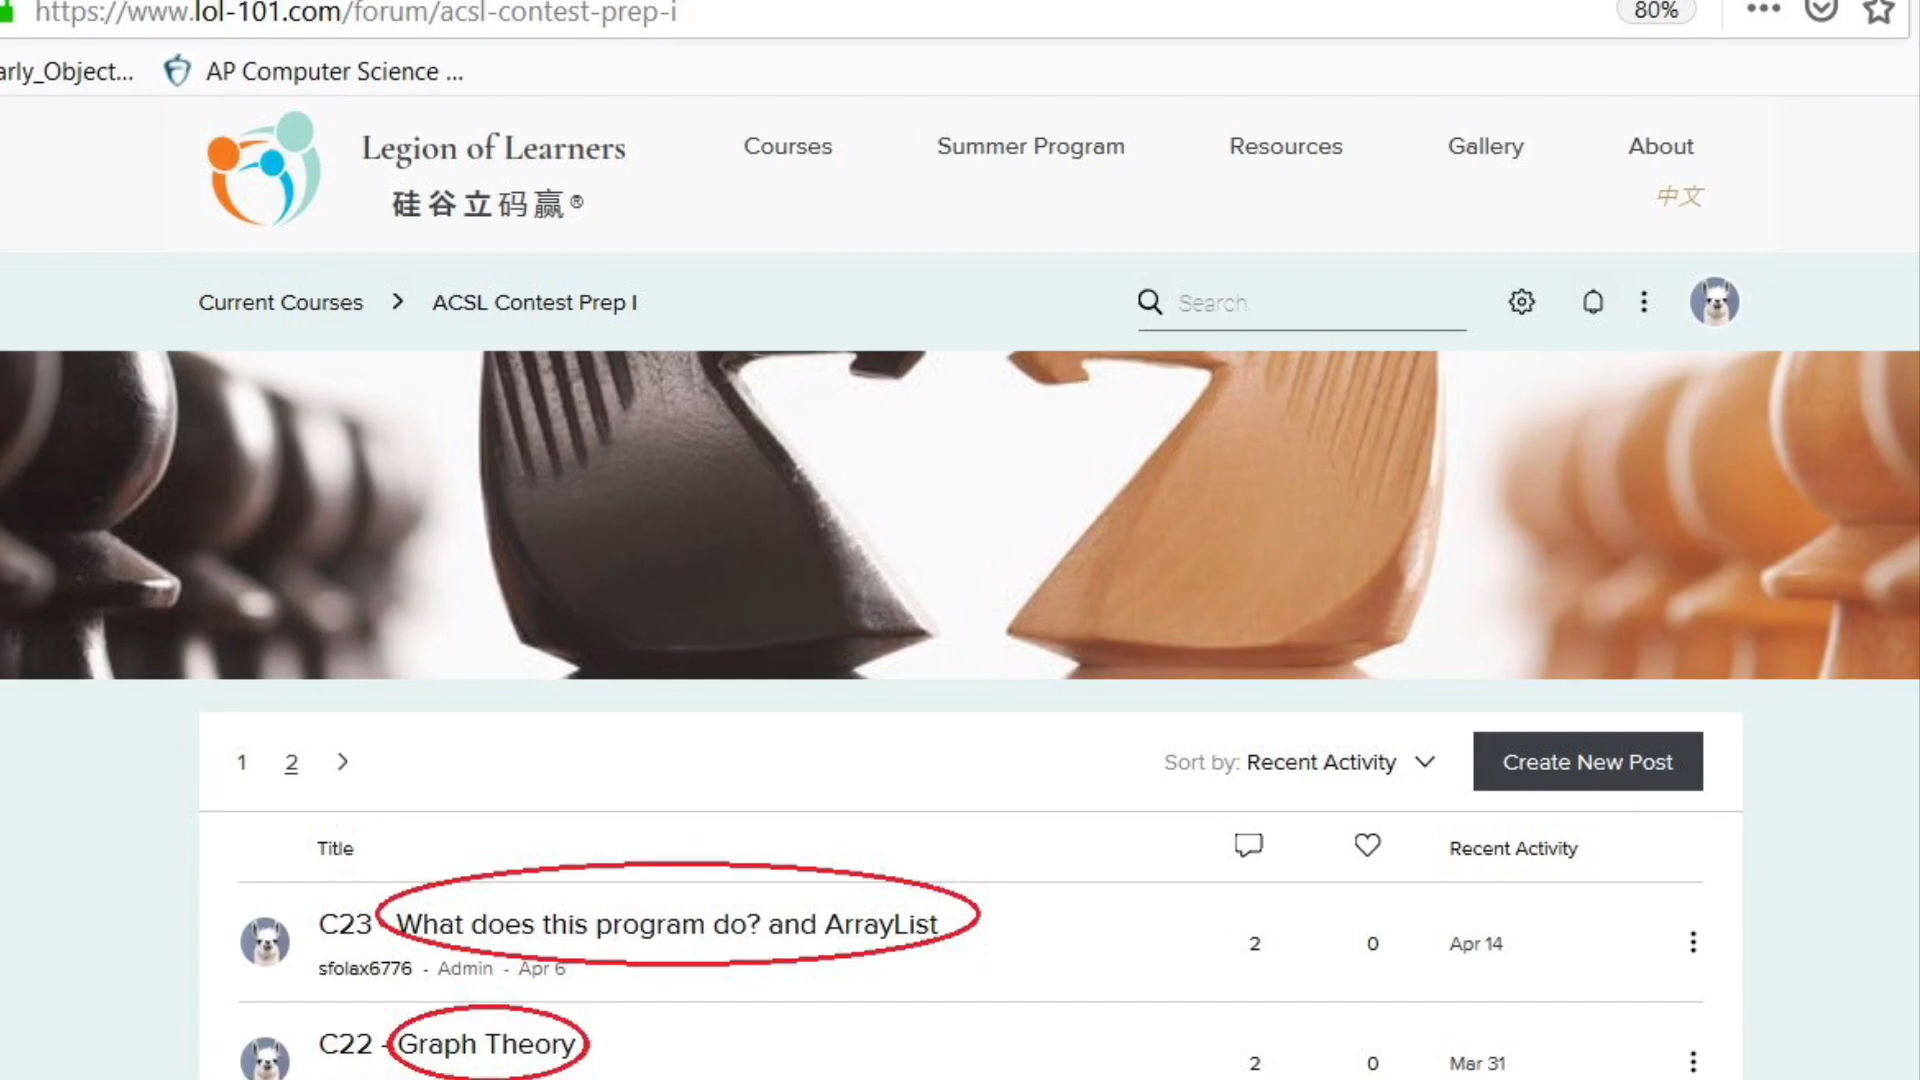 https://www.lol-101.com/forum/acsl-contest-prep-i
80%
arly_Object...
AP Computer Science ...
Legion of Learners
硅谷立码赢®
Courses
Summer Program
Resources
Gallery
About
中文
Current Courses > ACSL Contest Prep I
Search
1 2 >
Sort by: Recent Activity
Create New Post
Title
Recent Activity
C23 What does this program do? and ArrayList
sfolax6776 - Admin - Apr 6
2
0
Apr 14
C22 - Graph Theory
2
0
Mar 31